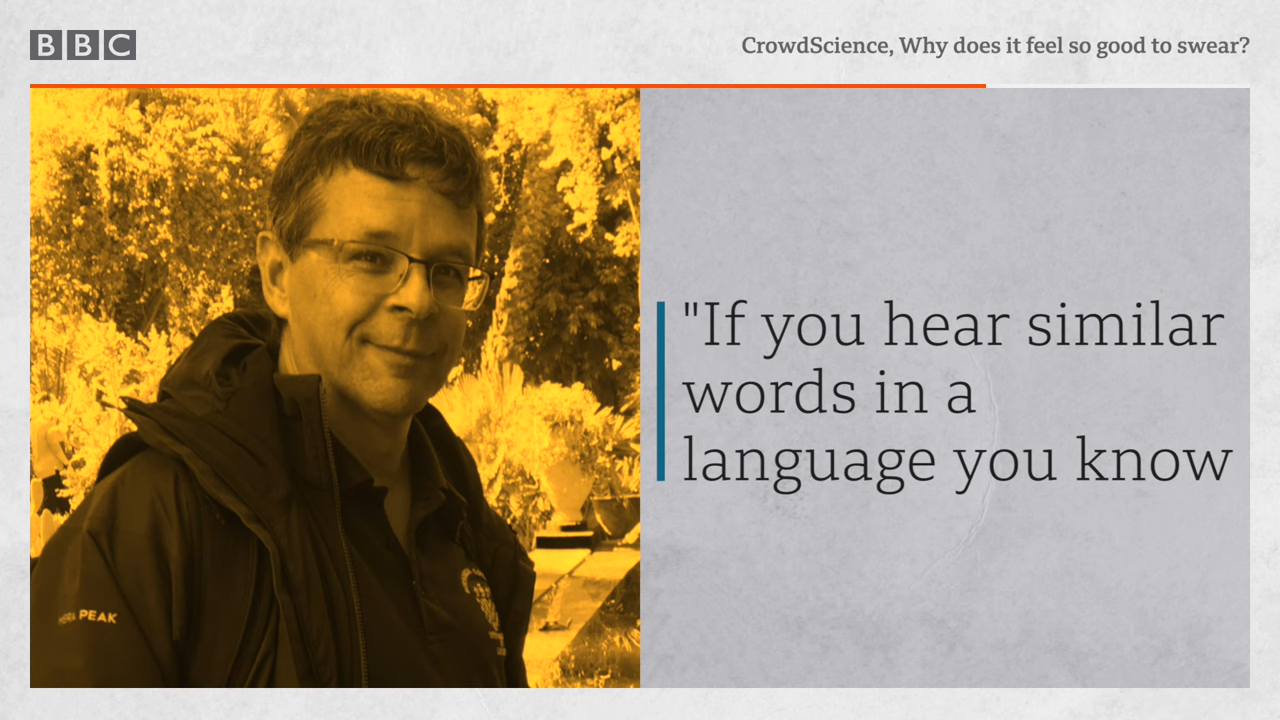 BBC
CrowdScience, Why does it feel so good to swear?
"If you hear similar
words in a
language you know
PEAK